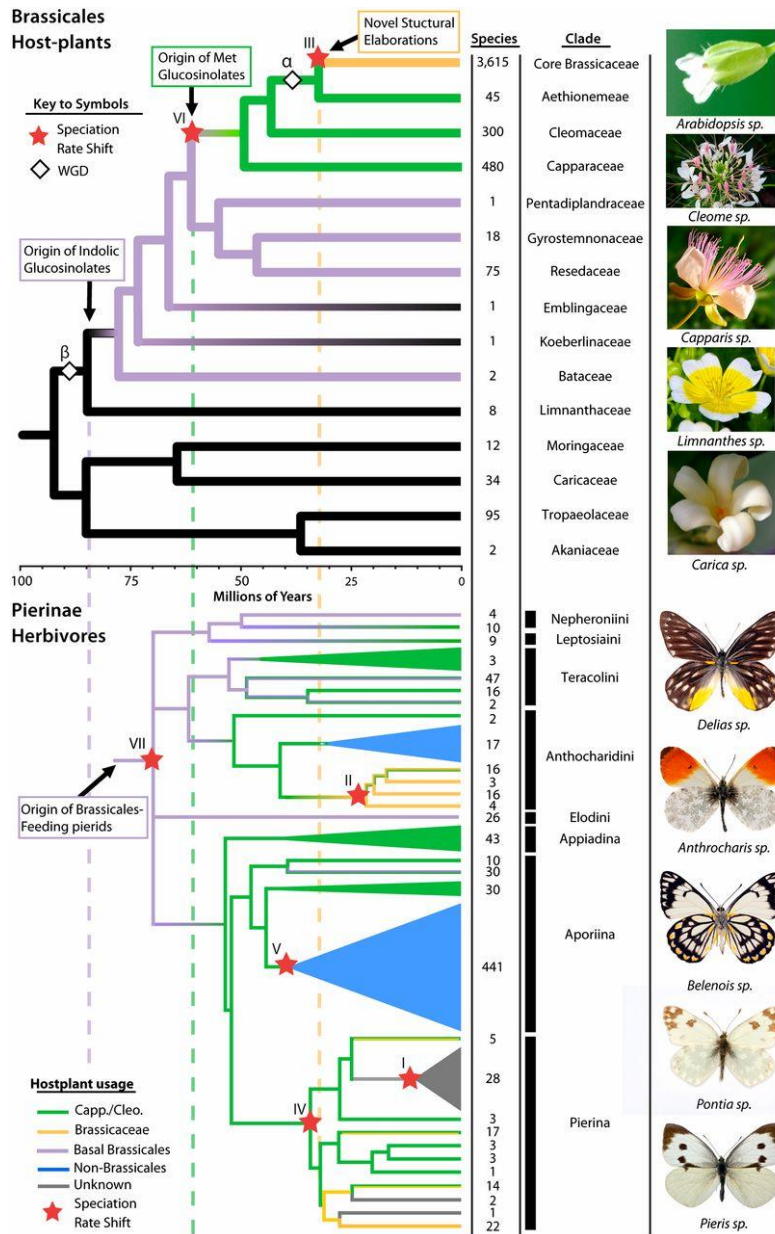 Brassicales
Host-plants
Novel Stuctural
Elaborations
Species
Clade
Origin of Met
Glucosinolates
III
α
Key to Symbols
Speciation
Rate Shift
WGD
VI
3,615 Core Brassicaceae
45 Aethionemeae
300 Cleomaceae
480 Capparaceae
1 Pentadiplandraceae
18 Gyrostemnonaceae
75 Resedaceae
1 Emblingaceae
1 Koeberlinaceae
2 Bataceae
8 Limnanthaceae
12 Moringaceae
34 Caricaceae
95 Tropaeolaceae
2 Akaniaceae
Origin of Indolic
Glucosinolates
β
Arabidopsis sp.
Cleome sp.
Capparis sp.
Limnanthes sp.
Carica sp.
100 75 50 25 0
Millions of Years
Pierinae
Herbivores
4
10
Nepheroniini
9
Leptosiaini
3
47
16
2
Teracolini
2
17
16
3
16
4
Anthocharidini
26
Elodini
43
Appiadina
10
30
30
441
Aporiina
5
28
3
17
3
3
1
14
2
1
22
Pierina
VII
II
V
I
IV
Origin of Brassicales-
Feeding pierids
Hostplant usage
Capp./Cleo.
Brassicaceae
Basal Brassicales
Non-Brassicales
Unknown
Speciation
Rate Shift
Delias sp.
Anthrocharis sp.
Belenois sp.
Pontia sp.
Pieris sp.